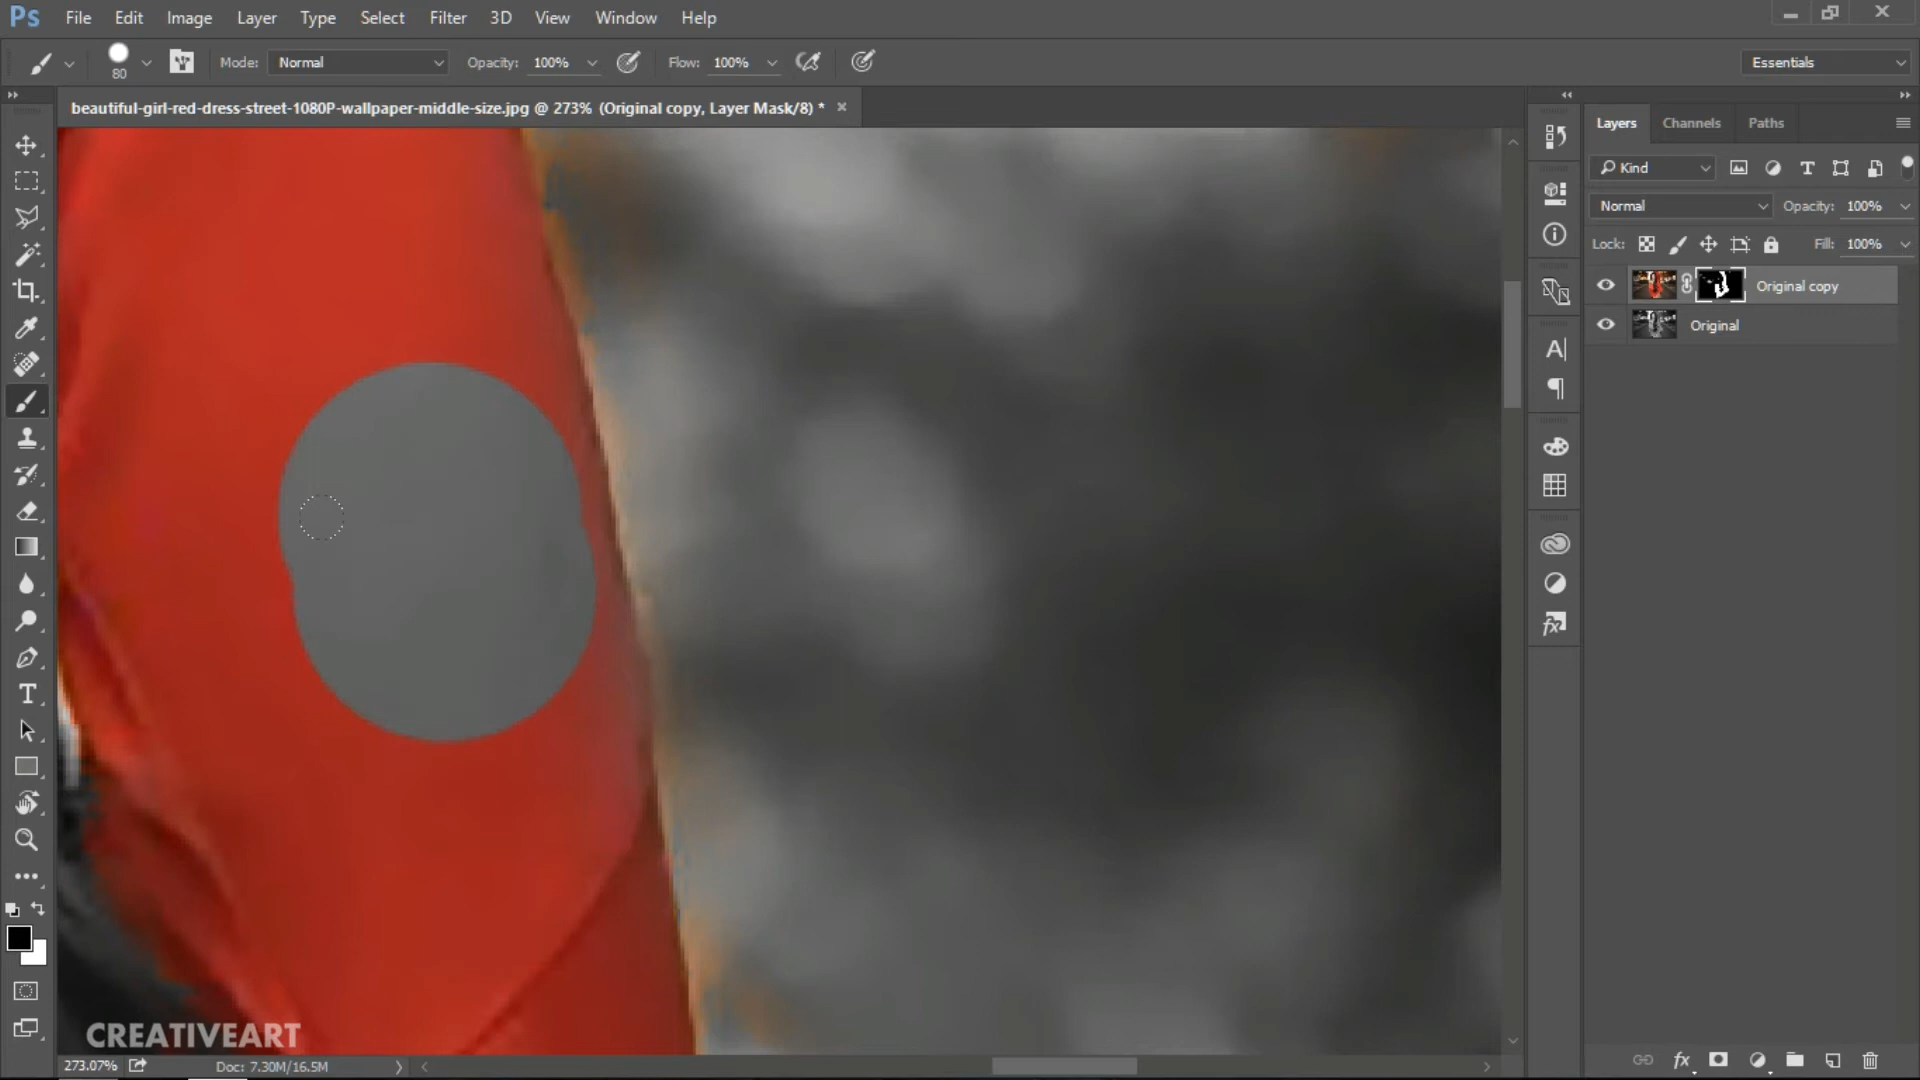 Ps File Edit Image Layer Type Select Filter 3D View Window Help
80 Mode: Normal Opacity: 100% Flow: 100% Essentials
beautiful-girl-red-dress-street-1080P-wallpaper-middle-size.jpg @ 273% (Original copy, Layer Mask/8) *
Layers Channels Paths
Kind
Normal Opacity: 100%
Lock: Fill: 100%
Original copy
Original
CREATIVEART
273.07% Doc: 7.30M/16.5M